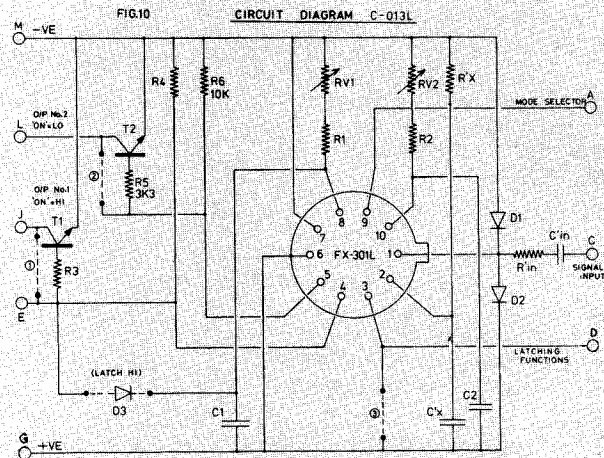 FIG.10
CIRCUIT DIAGRAM C-013L
M
-VE
R4
R6
10K
RV1
RV2
R'X
A
MODE SELECTOR
L
O/P No.2
'ON'=LO
T2
②
R5
3K3
R1
R2
O/P No.1
'ON'=HI
J
T1
①
R3
E
8
9
7
10
6
FX-301L
1
5
2
4
3
D1
C'in
R'in
C
SIGNAL
INPUT
D2
D
LATCHING
FUNCTIONS
(LATCH HI)
D3
C1
③
C'x
C2
G
+VE